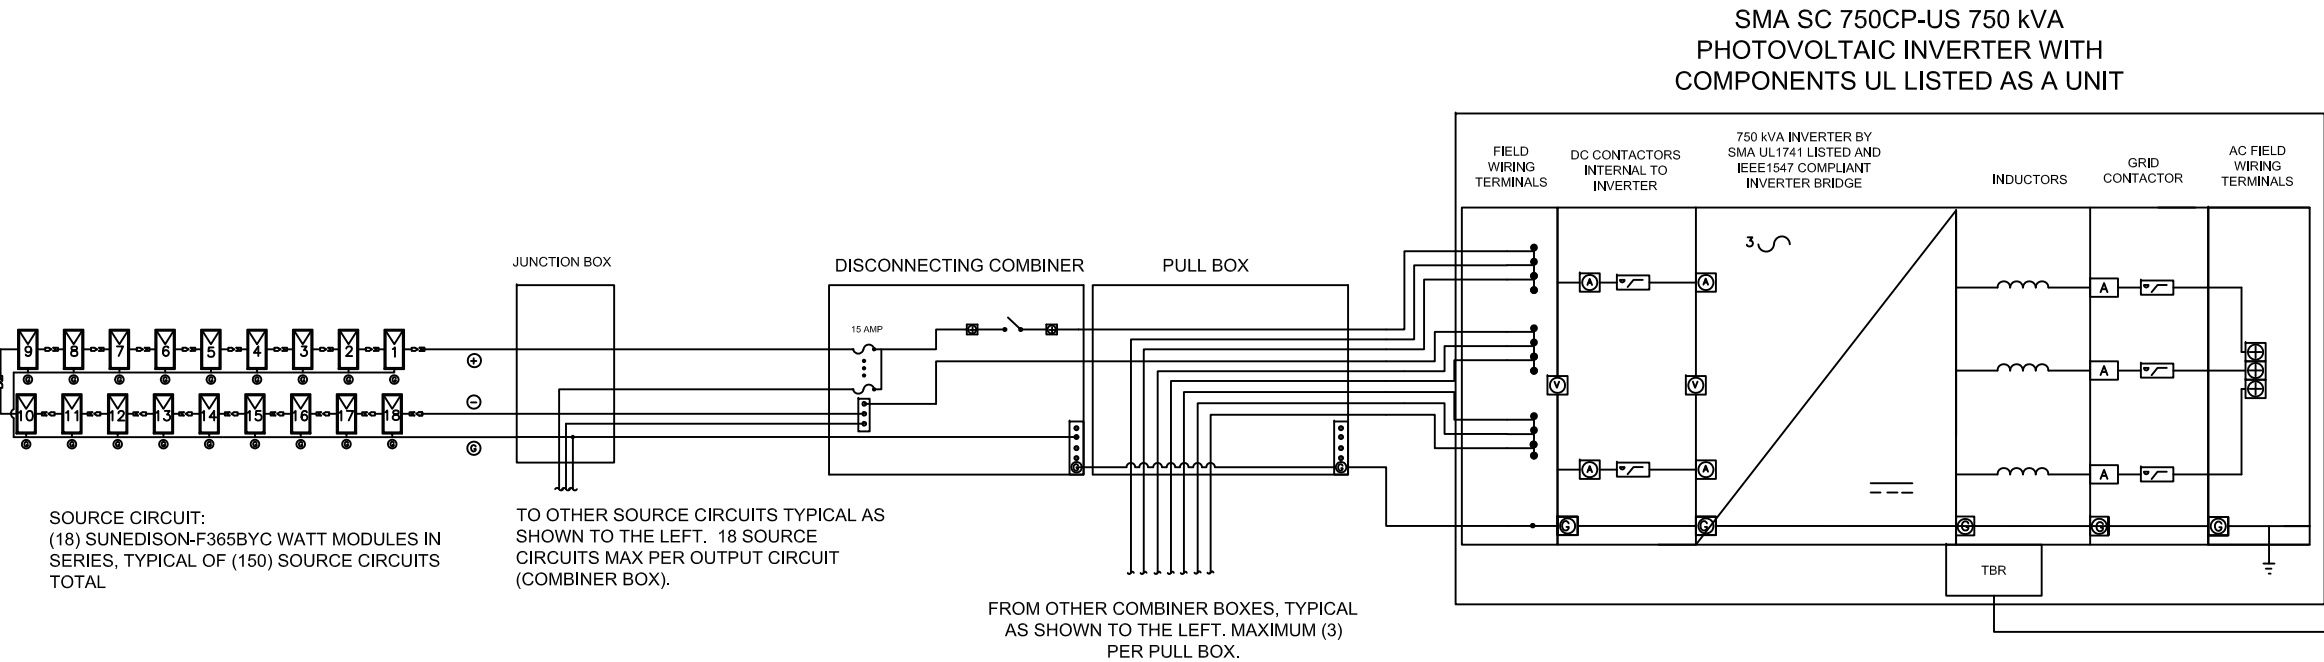 SMA SC 750CP-US 750 kVA
PHOTOVOLTAIC INVERTER WITH
COMPONENTS UL LISTED AS A UNIT
FIELD
WIRING
TERMINALS
DC CONTACTORS
INTERNAL TO
INVERTER
750 kVA INVERTER BY
SMA UL1741 LISTED AND
IEEE1547 COMPLIANT
INVERTER BRIDGE
INDUCTORS
GRID
CONTACTOR
AC FIELD
WIRING
TERMINALS
JUNCTION BOX
DISCONNECTING COMBINER
PULL BOX
15 AMP
3
A
A
A
A
A
A
A
V
V
9 8 7 6 5 4 3 2 1
G G G G G G G G G
10 11 12 13 14 15 16 17 18
G G G G G G G G G
G
G
G
G G G G G
TBR
SOURCE CIRCUIT:
(18) SUNEDISON-F365BYC WATT MODULES IN
SERIES, TYPICAL OF (150) SOURCE CIRCUITS
TOTAL
TO OTHER SOURCE CIRCUITS TYPICAL AS
SHOWN TO THE LEFT. 18 SOURCE
CIRCUITS MAX PER OUTPUT CIRCUIT
(COMBINER BOX).
FROM OTHER COMBINER BOXES, TYPICAL
AS SHOWN TO THE LEFT. MAXIMUM (3)
PER PULL BOX.